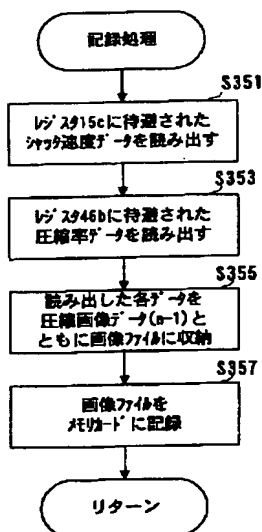 記録処理
S351
レジスタ15cに待避された
シャッタ速度データを読み出す
S353
レジスタ46bに待避された
圧縮率データを読み出す
S355
読み出した各データを
圧縮画像データ(n-1)と
ともに画像ファイルに収納
S357
画像ファイルを
メモリカードに記録
リターン